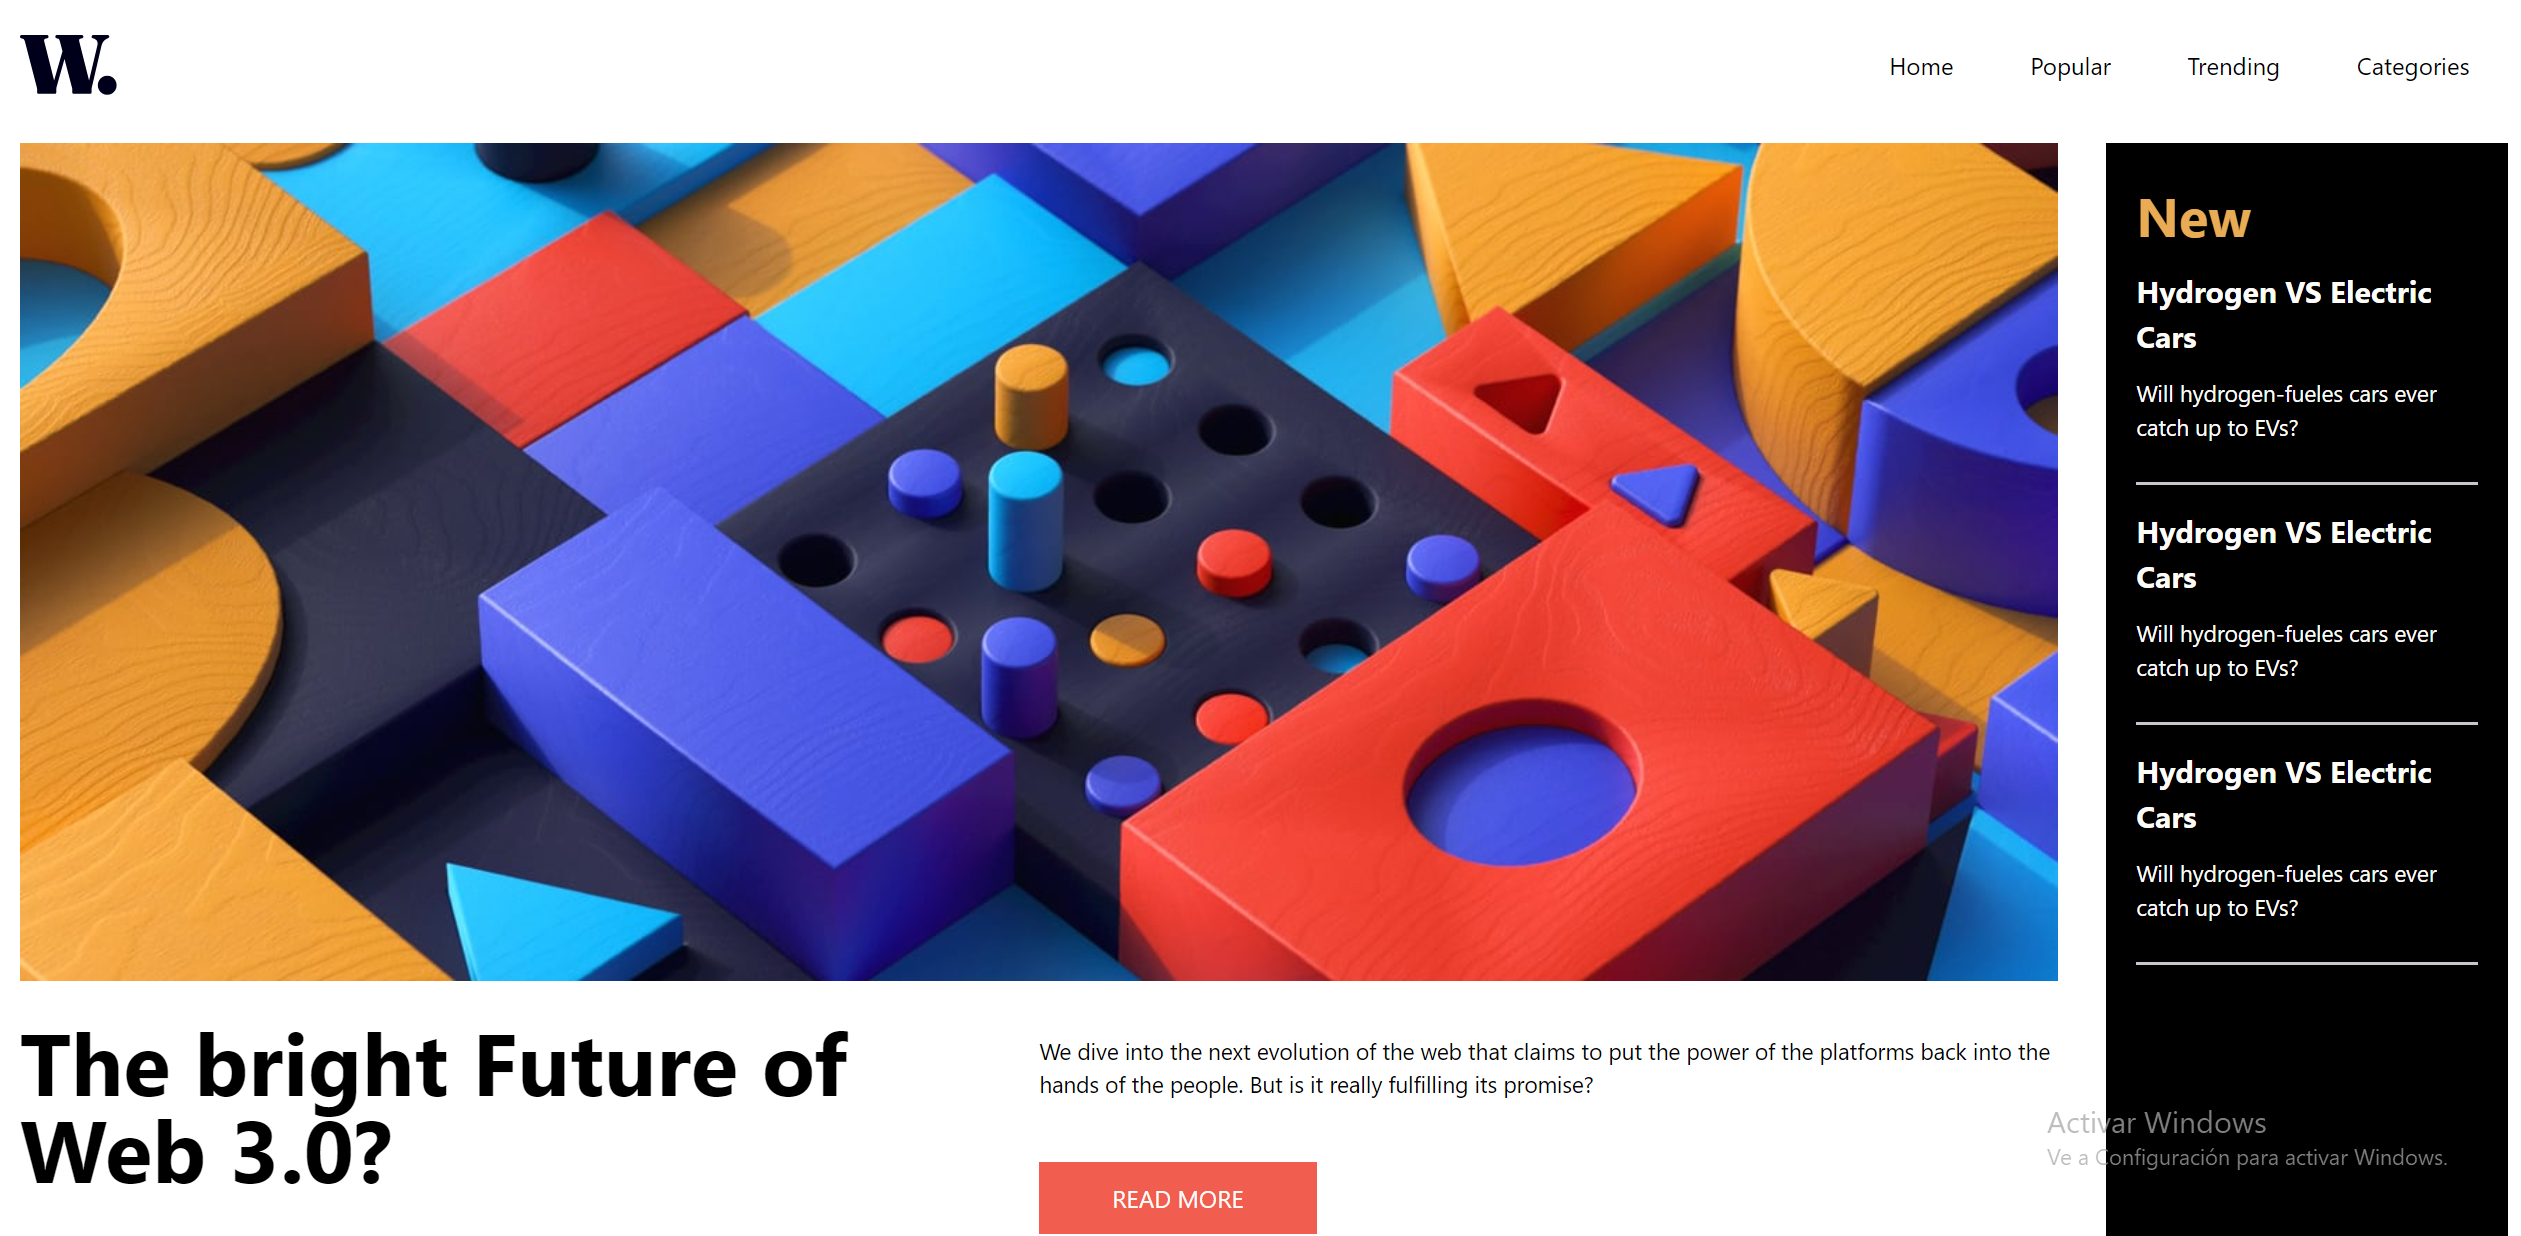 W.
Home Popular Trending Categories
New
Hydrogen VS Electric
Cars
Will hydrogen-fueles cars ever
catch up to EVs?
Hydrogen VS Electric
Cars
Will hydrogen-fueles cars ever
catch up to EVs?
Hydrogen VS Electric
Cars
Will hydrogen-fueles cars ever
catch up to EVs?
The bright Future of
Web 3.0?
We dive into the next evolution of the web that claims to put the power of the platforms back into the
hands of the people. But is it really fulfilling its promise?
READ MORE
Activar Windows
Ve a Configuración para activar Windows.